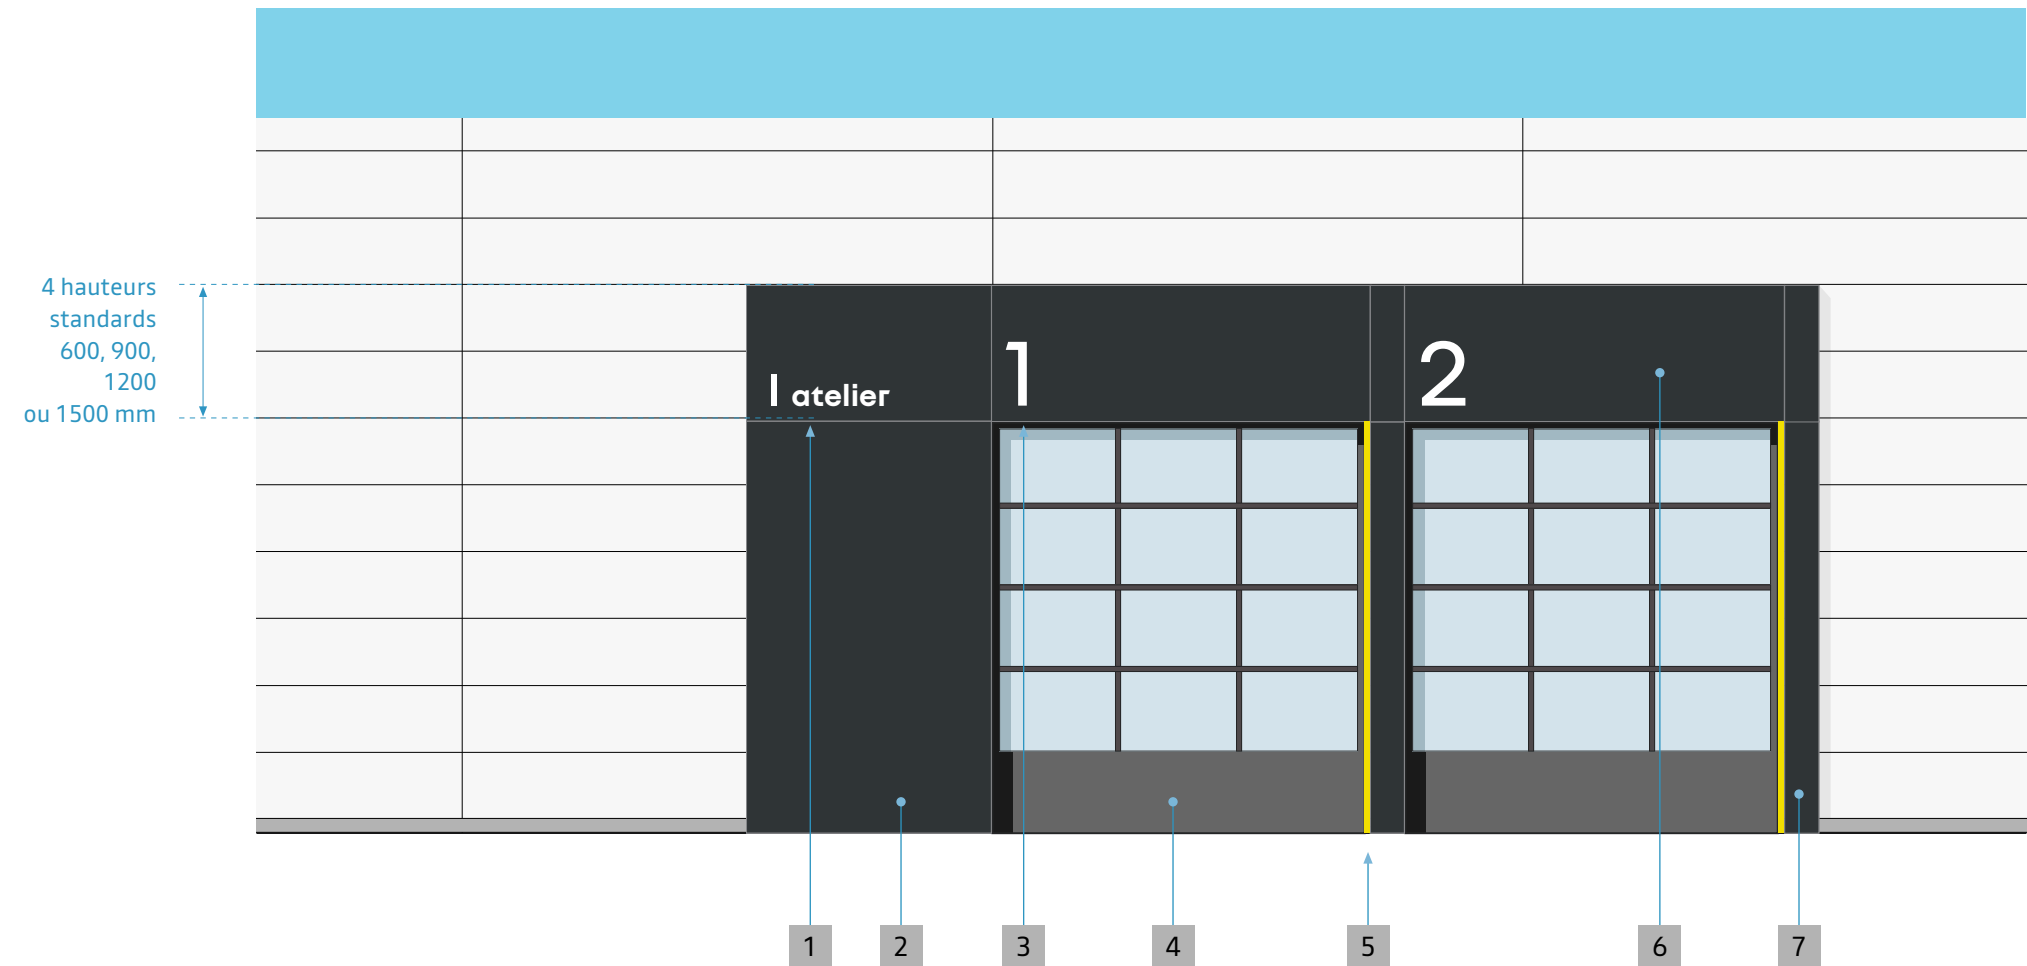 4 hauteurs
standards
600, 900,
1200
ou 1500 mm
| atelier
1
2
1
2
3
4
5
6
7